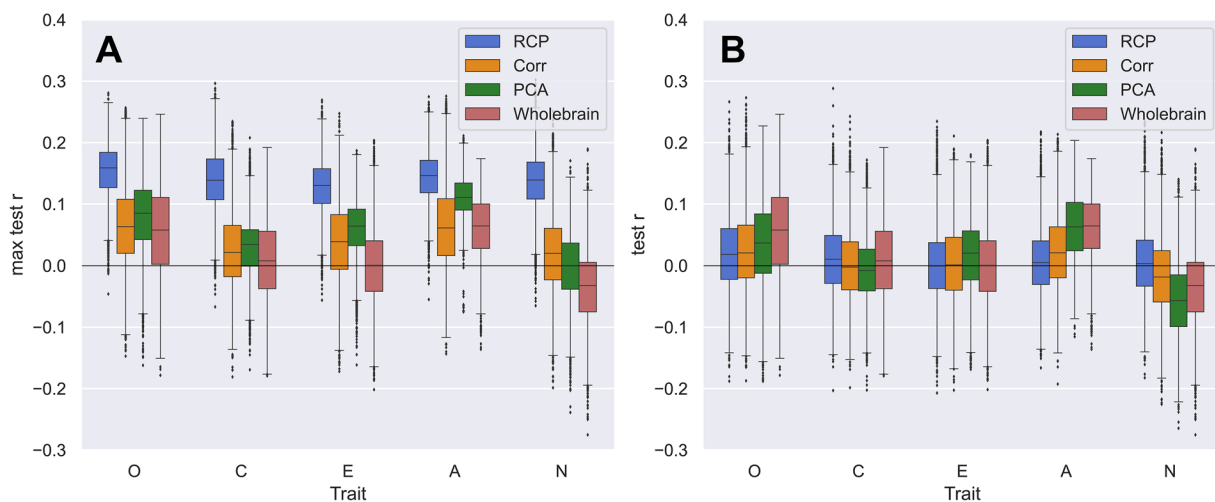 A
RCP
Corr
PCA
Wholebrain
max test r
0.4
0.3
0.2
0.1
0.0
−0.1
−0.2
−0.3
O C E A N
Trait
B
RCP
Corr
PCA
Wholebrain
test r
0.4
0.3
0.2
0.1
0.0
−0.1
−0.2
−0.3
O C E A N
Trait